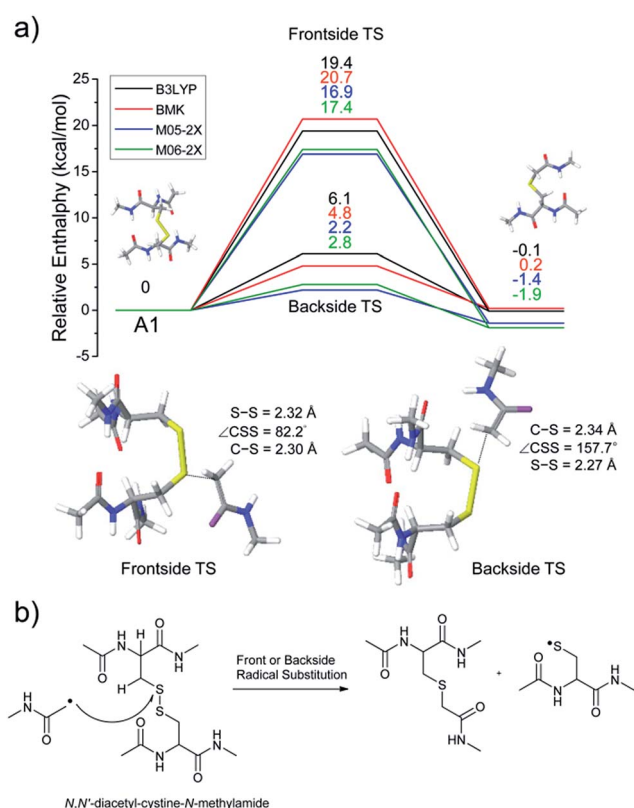 a)
Frontside TS
19.4
20.7
16.9
17.4
B3LYP
BMK
M05-2X
M06-2X
25
20
15
10
5
0
-5
Relative Enthalphy (kcal/mol)
6.1
4.8
2.2
2.8
-0.1
0.2
-1.4
-1.9
0
A1
Backside TS
S–S = 2.32 Å
∠CSS = 82.2°
C–S = 2.30 Å
C–S = 2.34 Å
∠CSS = 157.7°
S–S = 2.27 Å
Frontside TS
Backside TS
b)
Front or Backside
Radical Substitution
+
N,N'-diacetyl-cystine-N-methylamide
H
N
O
H
N
O
H
N
H
H
O
N
H
S
S
O
N
H
O
H
N
O
H
N
O
N
H
S
O
N
H
•S
O
N
H
O
H
N